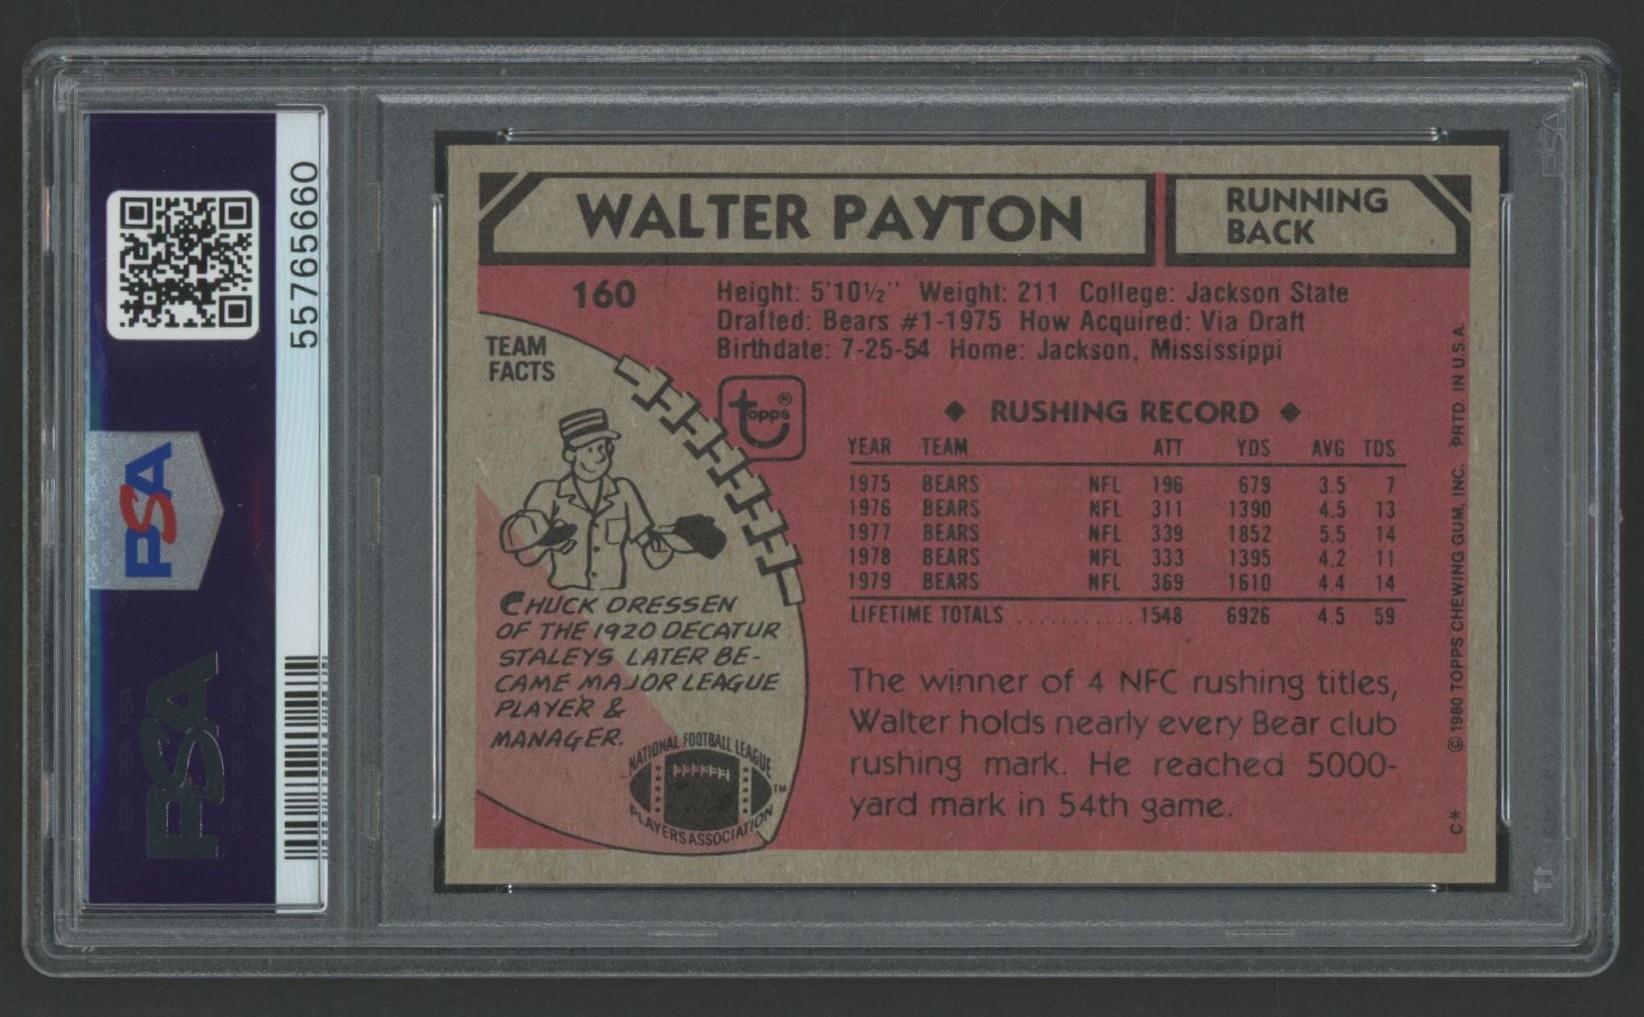 PSA
PSA
55765660
WALTER PAYTON
RUNNING
BACK
160
Height: 5'10½" Weight: 211 College: Jackson State
Drafted: Bears #1-1975 How Acquired: Via Draft
Birthdate: 7-25-54 Home: Jackson, Mississippi
TEAM
FACTS
topps®
CHUCK DRESSEN
OF THE 1920 DECATUR
STALEYS LATER BE-
CAME MAJOR LEAGUE
PLAYER &
MANAGER.
NATIONAL FOOTBALL LEAGUE
PLAYERS ASSOCIATION
TM
◆ RUSHING RECORD ◆
YEAR TEAM ATT YDS AVG TDS
1975 BEARS NFL 196 679 3.5 7
1976 BEARS NFL 311 1390 4.5 13
1977 BEARS NFL 339 1852 5.5 14
1978 BEARS NFL 333 1395 4.2 11
1979 BEARS NFL 369 1610 4.4 14
LIFETIME TOTALS ........... 1548 6926 4.5 59
The winner of 4 NFC rushing titles,
Walter holds nearly every Bear club
rushing mark. He reached 5000-
yard mark in 54th game.
C* © 1980 TOPPS CHEWING GUM, INC. PRTD. IN U.S.A.
PSA